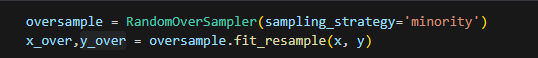 oversample = RandomOverSampler(sampling_strategy='minority')
x_over,y_over = oversample.fit_resample(x, y)